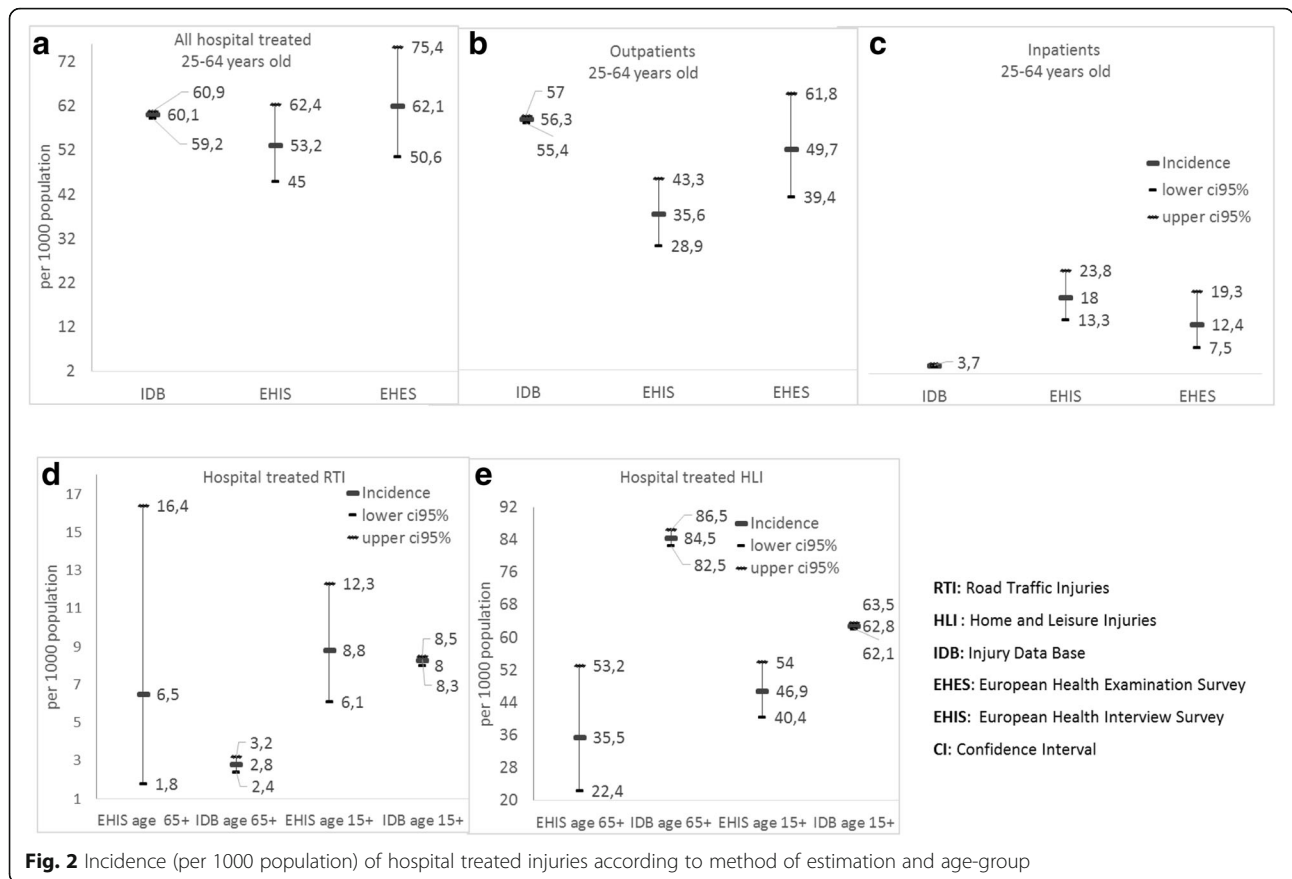 a
All hospital treated
25-64 years old
per 1000 population
72
62
52
42
32
22
12
2
60,9
60,1
59,2
62,4
53,2
45
75,4
62,1
50,6
IDB
EHIS
EHES
b
Outpatients
25-64 years old
57
56,3
55,4
43,3
35,6
28,9
61,8
49,7
39,4
IDB
EHIS
EHES
c
Inpatients
25-64 years old
Incidence
lower ci95%
upper ci95%
3,7
23,8
18
13,3
19,3
12,4
7,5
IDB
EHIS
EHES
d
Hospital treated RTI
Incidence
lower ci95%
upper ci95%
per 1000 population
17
15
13
11
9
7
5
3
1
16,4
6,5
1,8
3,2
2,8
2,4
12,3
8,8
6,1
8,5
8
8,3
EHIS age 65+
IDB age 65+
EHIS age 15+
IDB age 15+
e
Hospital treated HLI
Incidence
lower ci95%
upper ci95%
per 1000 population
92
84
76
68
60
52
44
36
28
20
53,2
35,5
22,4
86,5
84,5
82,5
54
46,9
40,4
63,5
62,8
62,1
EHIS age 65+
IDB age 65+
EHIS age 15+
IDB age 15+
RTI: Road Traffic Injuries
HLI : Home and Leisure Injuries
IDB: Injury Data Base
EHES: European Health Examination Survey
EHIS: European Health Interview Survey
CI: Confidence Interval
Fig. 2 Incidence (per 1000 population) of hospital treated injuries according to method of estimation and age-group